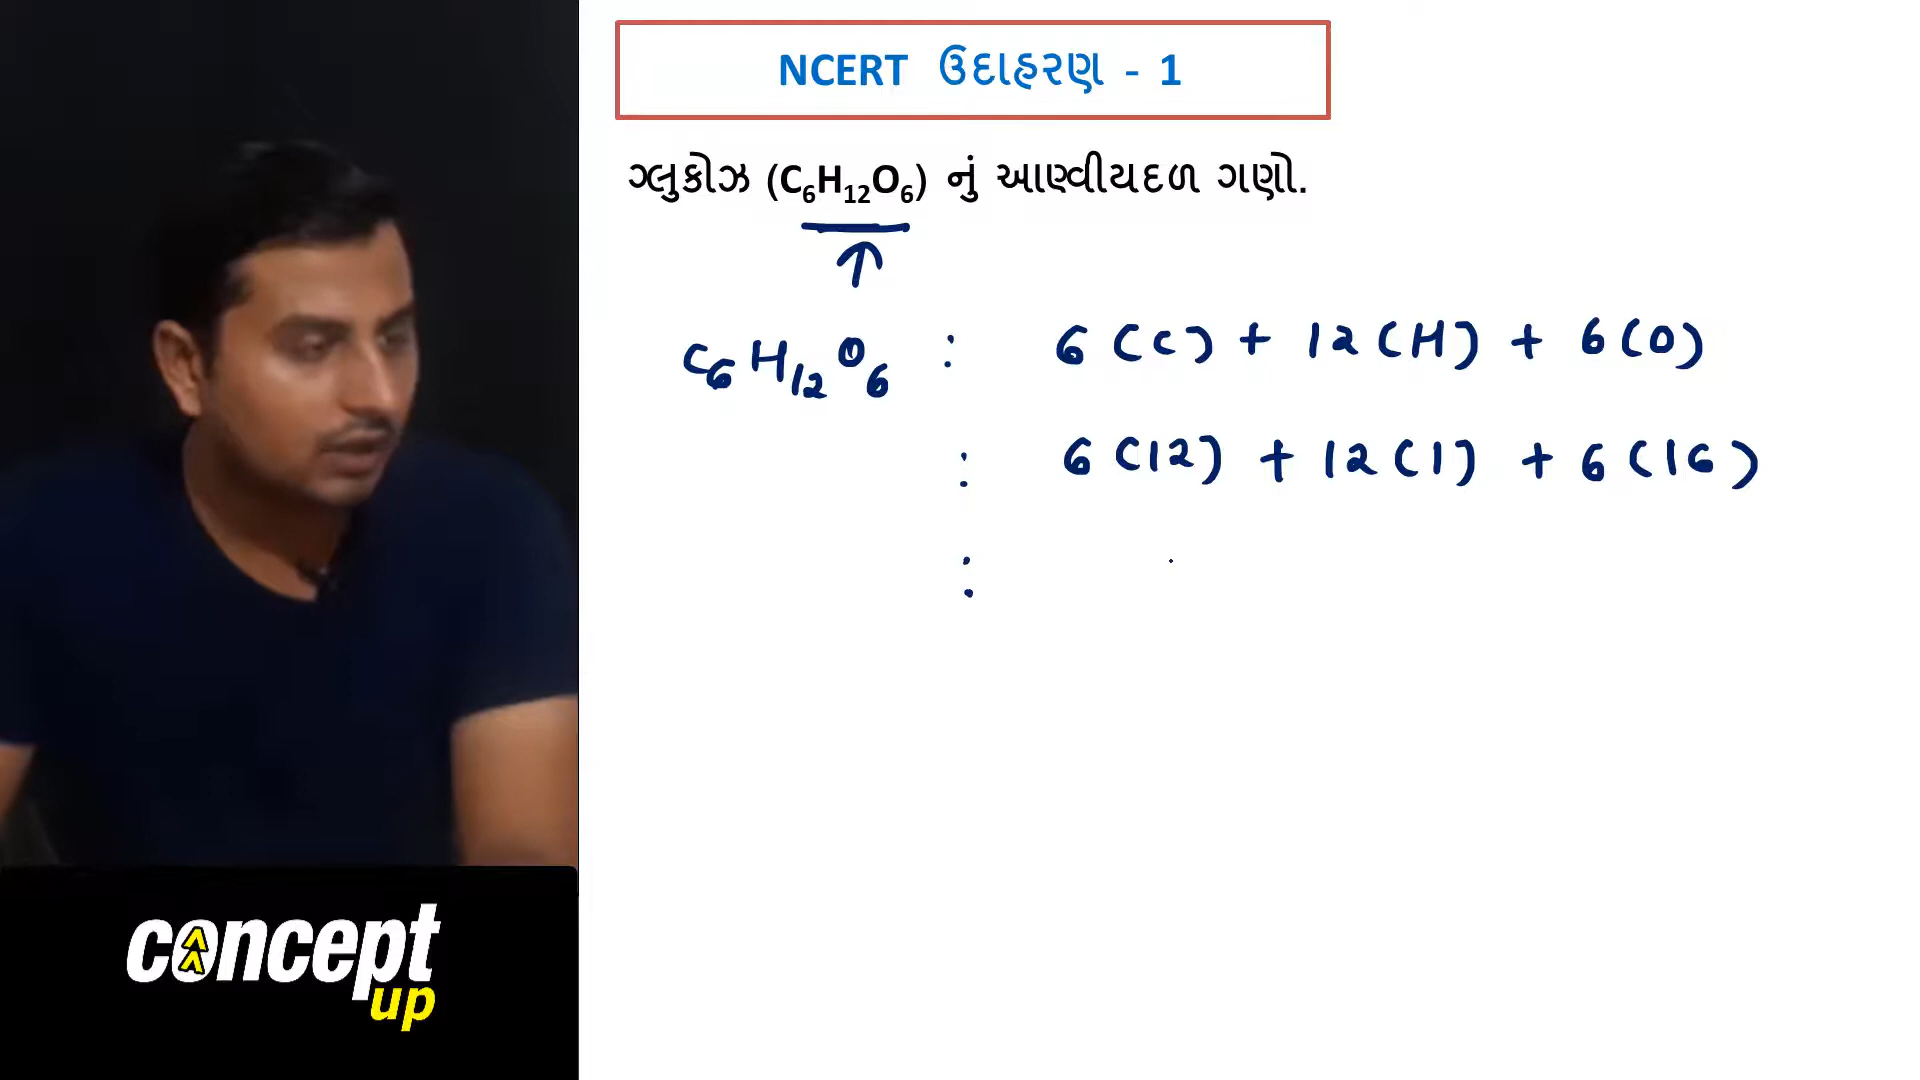 NCERT ઉદાહરણ - 1
ગ્લુકોઝ (C₆H₁₂O₆) નું આણ્વીયદળ ગણો.
C₆H₁₂O₆ : 6(C) + 12(H) + 6(O)
: 6(12) + 12(1) + 6(16)
:
concept
up